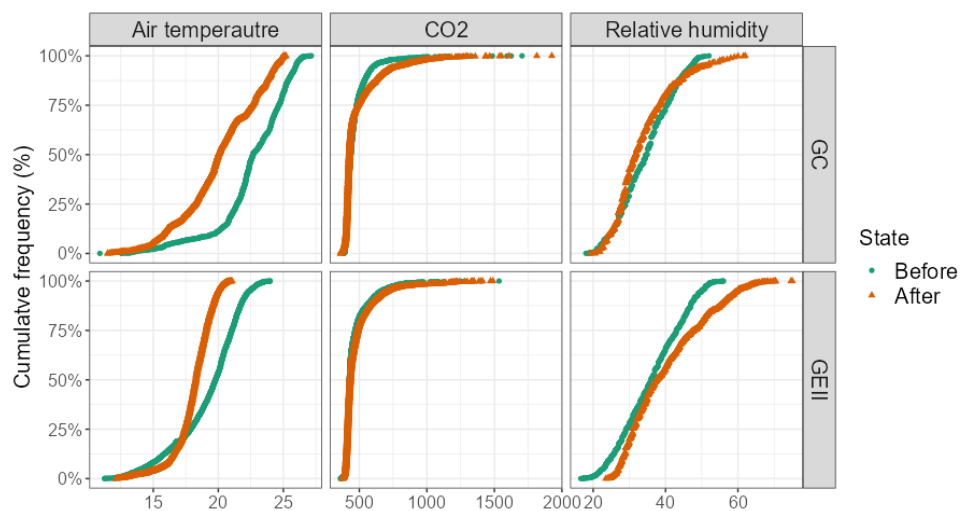 Air temperautre CO2 Relative humidity
100%
75%
50%
25%
0%
GC
100%
75%
50%
25%
0%
GEII
Cumulative frequency (%)
15 20 25 500 1000 1500 2000 20 40 60
State
Before
After